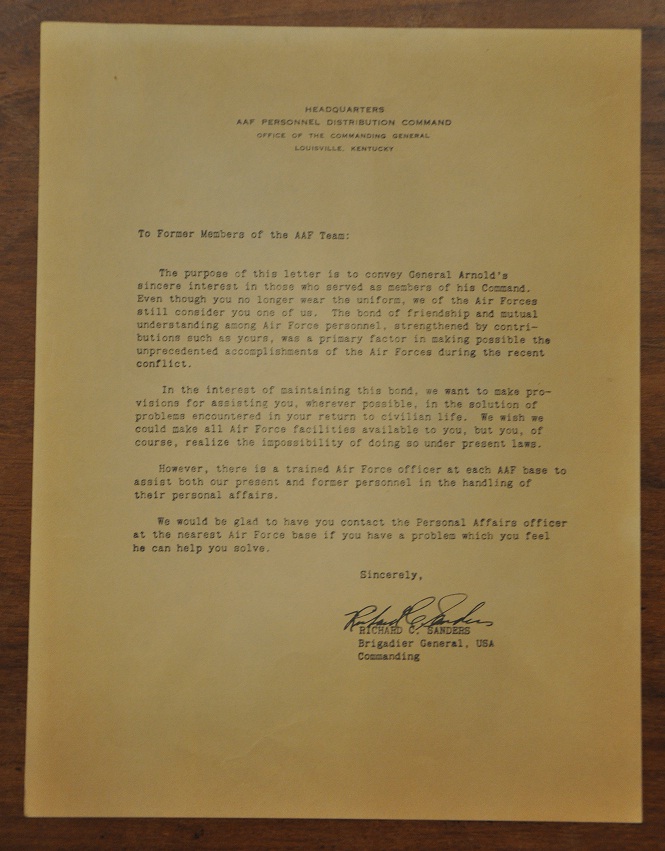 HEADQUARTERS
AAF PERSONNEL DISTRIBUTION COMMAND
OFFICE OF THE COMMANDING GENERAL
LOUISVILLE, KENTUCKY
To Former Members of the AAF Team:
The purpose of this letter is to convey General Arnold's
sincere interest in those who served as members of his Command.
Even though you no longer wear the uniform, we of the Air Forces
still consider you one of us. The bond of friendship and mutual
understanding among Air Force personnel, strengthened by contri-
butions such as yours, was a primary factor in making possible the
unprecedented accomplishments of the Air Forces during the recent
conflict.
In the interest of maintaining this bond, we want to make pro-
visions for assisting you, wherever possible, in the solution of
problems encountered in your return to civilian life. We wish we
could make all Air Force facilities available to you, but you, of
course, realize the impossibility of doing so under present laws.
However, there is a trained Air Force officer at each AAF base to
assist both our present and former personnel in the handling of
their personal affairs.
We would be glad to have you contact the Personal Affairs officer
at the nearest Air Force base if you have a problem which you feel
he can help you solve.
Sincerely,
Richard C. Sanders
RICHARD C. SANDERS
Brigadier General, USA
Commanding